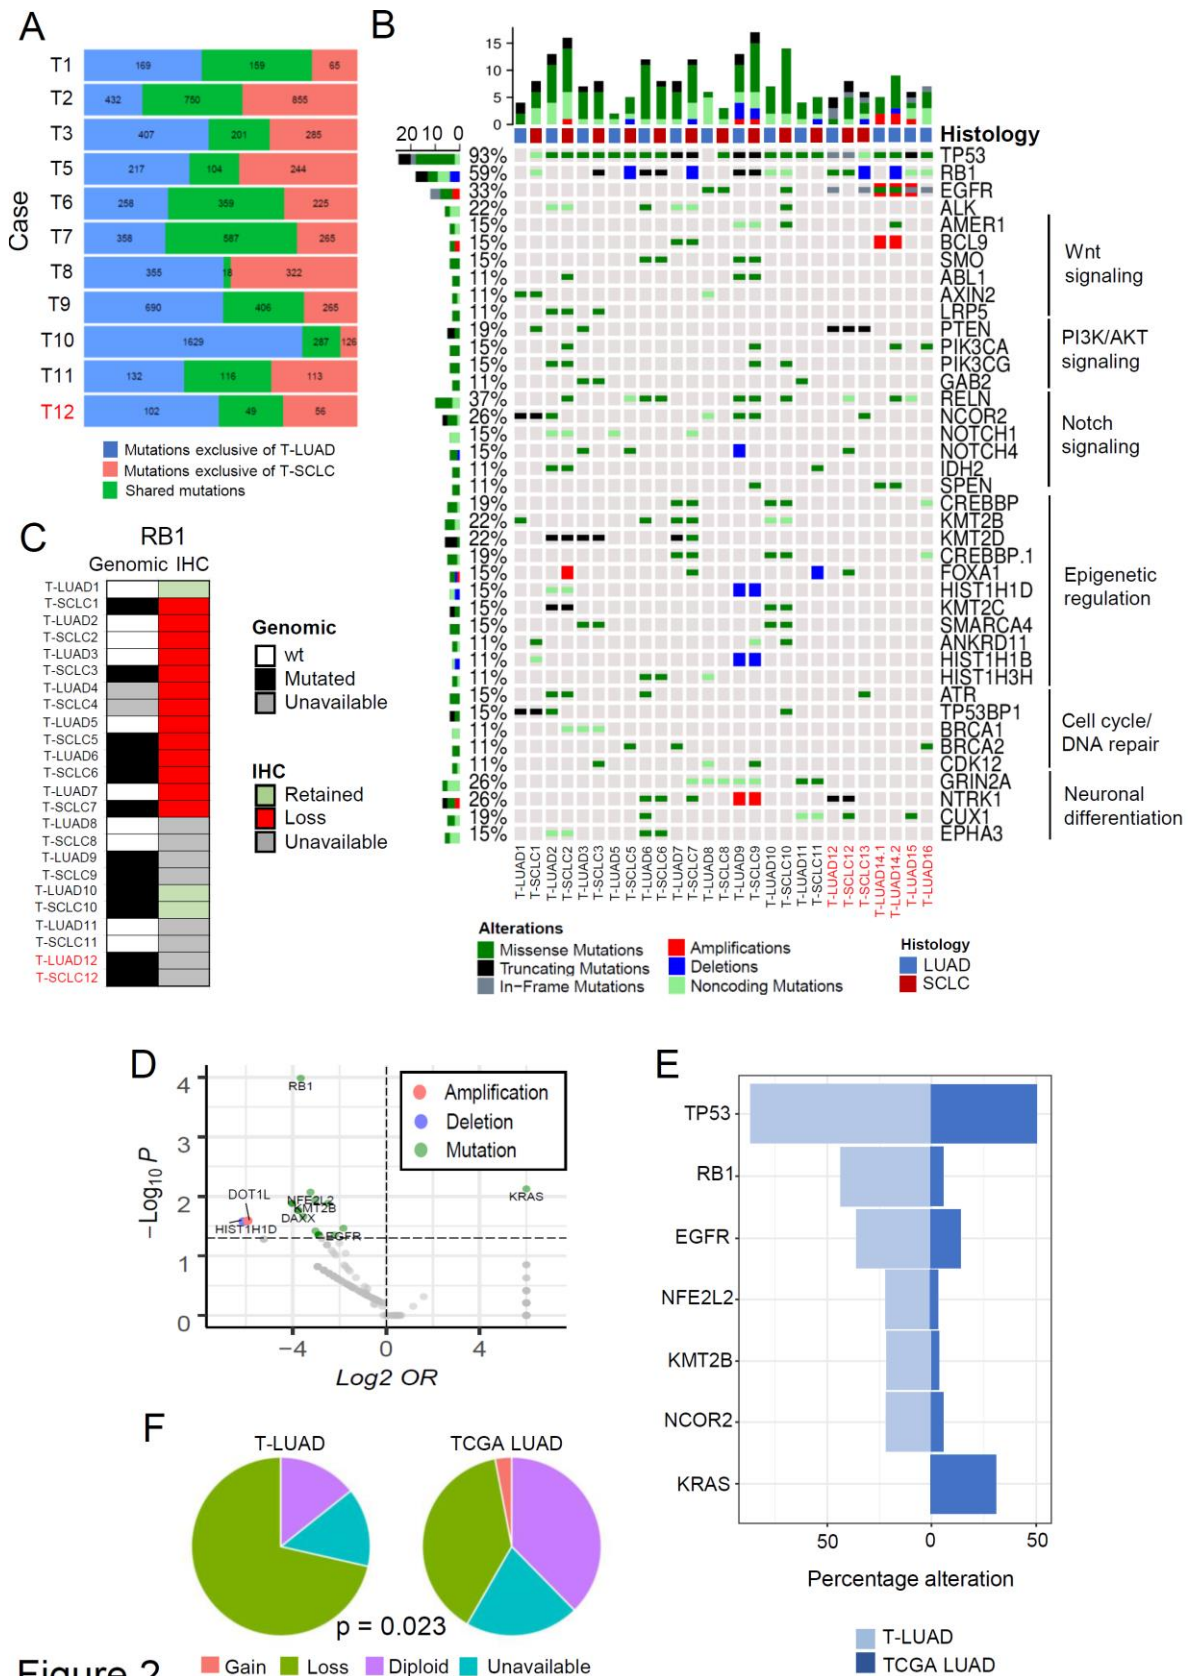 A
Case
T1
169
159
65
T2
432
750
855
T3
407
201
285
T5
217
104
244
T6
258
359
225
T7
358
587
265
T8
355
18
322
T9
690
406
265
T10
1629
287
126
T11
132
116
113
T12
102
49
56
Mutations exclusive of T-LUAD
Mutations exclusive of T-SCLC
Shared mutations
B
15
10
5
0
20 10 0
Histology
93% TP53
59% RB1
33% EGFR
22% ALK
15% AMER1
15% BCL9
15% SMO
11% ABL1
11% AXIN2
11% LRP5
19% PTEN
15% PIK3CA
15% PIK3CG
11% GAB2
37% RELN
26% NCOR2
15% NOTCH1
15% NOTCH4
11% IDH2
11% SPEN
19% CREBBP
22% KMT2B
22% KMT2D
19% CREBBP.1
15% FOXA1
15% HIST1H1D
15% KMT2C
15% SMARCA4
11% ANKRD11
11% HIST1H1B
11% HIST1H3H
15% ATR
15% TP53BP1
11% BRCA1
11% BRCA2
11% CDK12
26% GRIN2A
26% NTRK1
19% CUX1
15% EPHA3
Wnt
signaling
PI3K/AKT
signaling
Notch
signaling
Epigenetic
regulation
Cell cycle/
DNA repair
Neuronal
differentiation
T-LUAD1
T-SCLC1
T-LUAD2
T-SCLC2
T-LUAD3
T-SCLC3
T-LUAD5
T-SCLC5
T-LUAD6
T-SCLC6
T-LUAD7
T-SCLC7
T-LUAD8
T-SCLC8
T-LUAD9
T-SCLC9
T-LUAD10
T-SCLC10
T-LUAD11
T-SCLC11
T-LUAD12
T-SCLC12
T-SCLC13
T-LUAD14.1
T-LUAD14.2
T-LUAD15
T-LUAD16
Alterations
Missense Mutations
Truncating Mutations
In-Frame Mutations
Amplifications
Deletions
Noncoding Mutations
Histology
LUAD
SCLC
C
RB1
Genomic IHC
T-LUAD1
T-SCLC1
T-LUAD2
T-SCLC2
T-LUAD3
T-SCLC3
T-LUAD4
T-SCLC4
T-LUAD5
T-SCLC5
T-LUAD6
T-SCLC6
T-LUAD7
T-SCLC7
T-LUAD8
T-SCLC8
T-LUAD9
T-SCLC9
T-LUAD10
T-SCLC10
T-LUAD11
T-SCLC11
T-LUAD12
T-SCLC12
Genomic
wt
Mutated
Unavailable
IHC
Retained
Loss
Unavailable
D
−Log10 P
4
3
2
1
0
RB1
DOT1L
NFE2L2
KMT2B
DAXX
HIST1H1D
EGFR
KRAS
Amplification
Deletion
Mutation
−4 0 4
Log2 OR
E
TP53
RB1
EGFR
NFE2L2
KMT2B
NCOR2
KRAS
50 0 50
Percentage alteration
T-LUAD
TCGA LUAD
F
T-LUAD
TCGA LUAD
p = 0.023
Gain Loss Diploid Unavailable
Figure 2